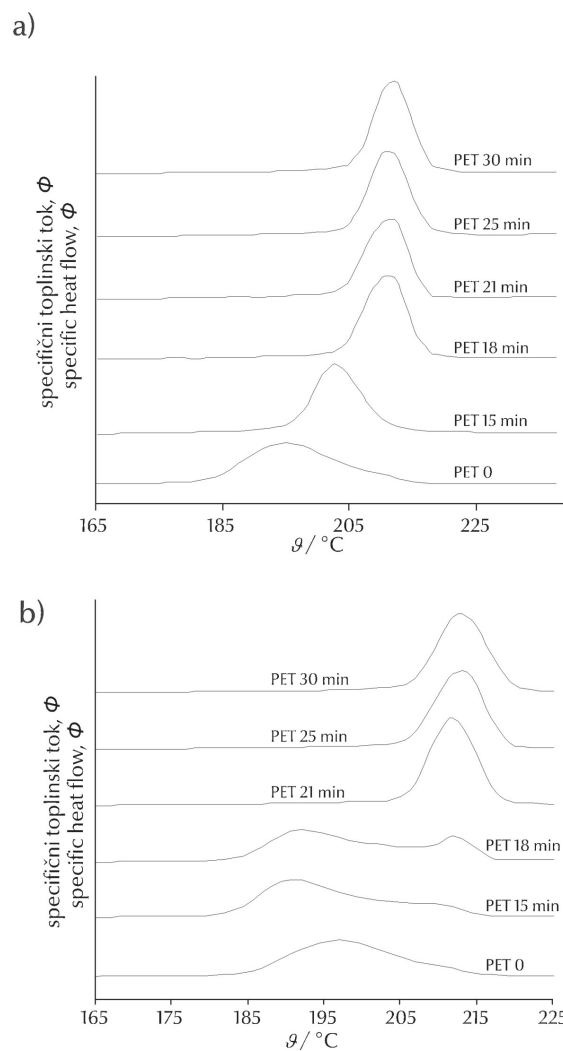 a)
specifični toplinski tok, Φ
specific heat flow, Φ
PET 30 min
PET 25 min
PET 21 min
PET 18 min
PET 15 min
PET 0
165 185 205 225
ϑ / °C
b)
specifični toplinski tok, Φ
specific heat flow, Φ
PET 30 min
PET 25 min
PET 21 min
PET 18 min
PET 15 min
PET 0
165 175 185 195 205 215 225
ϑ / °C